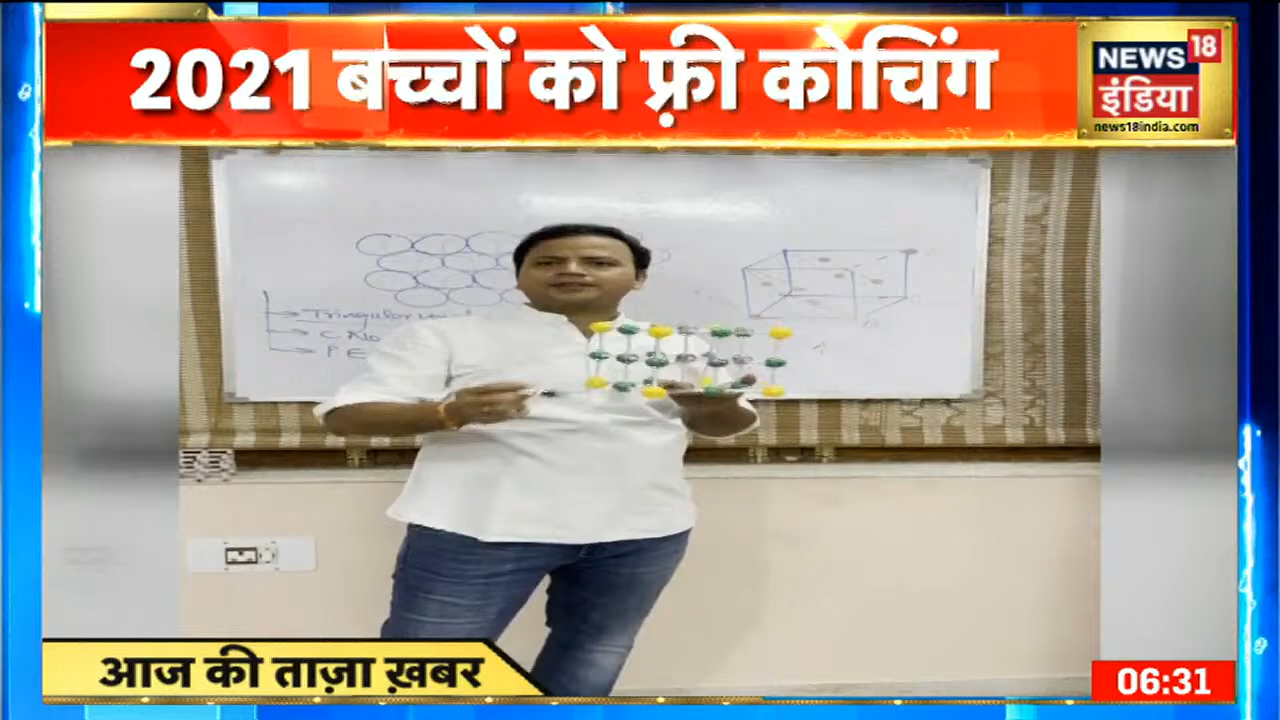 2021 बच्चों को फ़्री कोचिंग
NEWS 18
इंडिया
news18india.com
आज की ताज़ा ख़बर
06:31